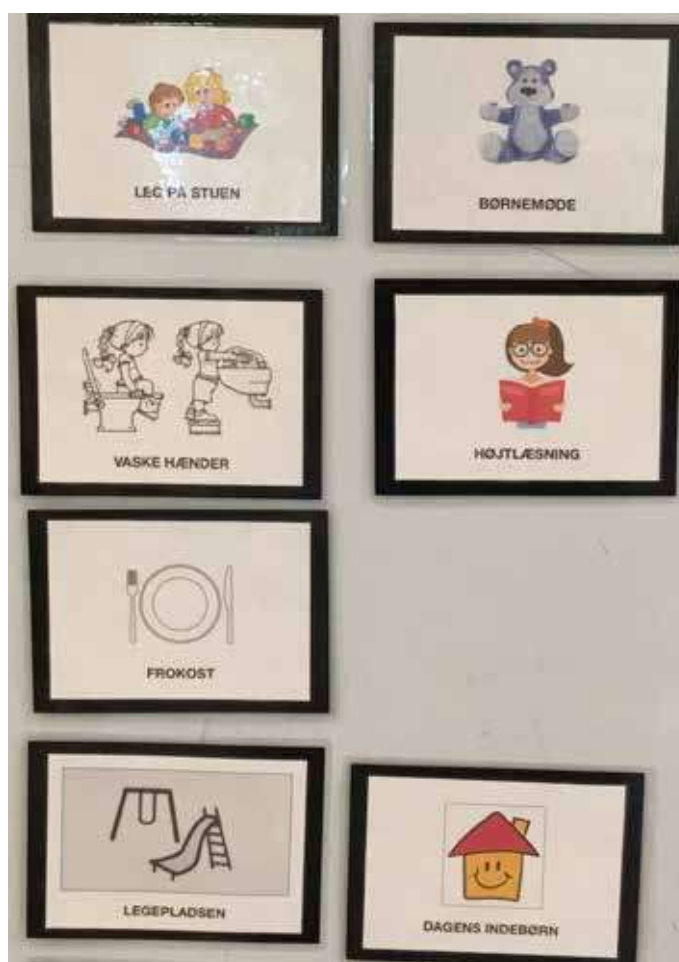 LEG PÅ STUEN
BØRNEMØDE
VASKE HÆNDER
HØJTLÆSNING
FROKOST
LEGEPLADSEN
DAGENS INDEBØRN